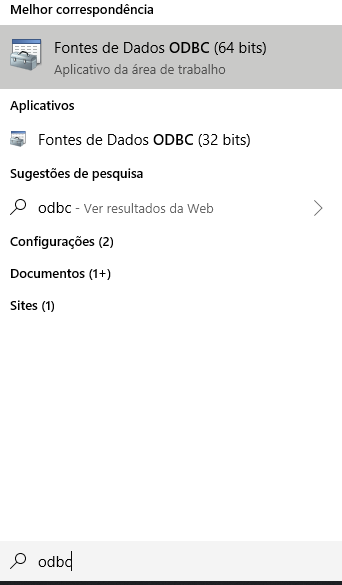 Melhor correspondência
Fontes de Dados ODBC (64 bits)
Aplicativo da área de trabalho
Aplicativos
Fontes de Dados ODBC (32 bits)
Sugestões de pesquisa
odbc - Ver resultados da Web
Configurações (2)
Documentos (1+)
Sites (1)
odbc